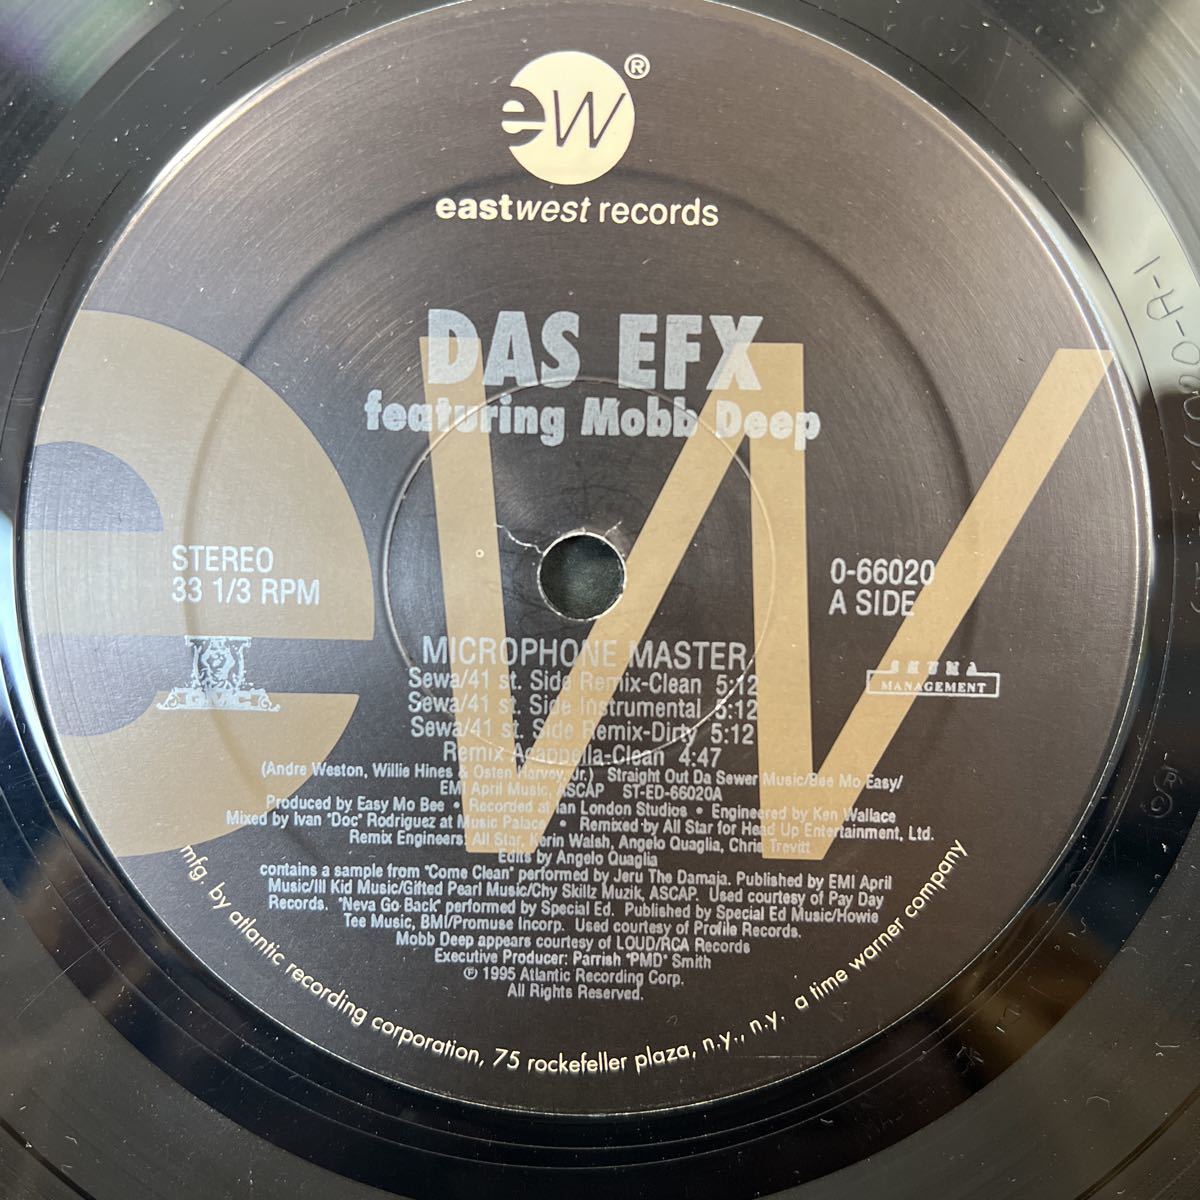 ew®
eastwest records
DAS EFX
featuring Mobb Deep
STEREO
33 1/3 RPM
0-66020
A SIDE
MICROPHONE MASTER
Sewa/41 st. Side Remix-Clean 5:12
Sewa/41 st. Side Instrumental 5:12
Sewa/41 st. Side Remix-Dirty 5:12
Remix Acappella-Clean 4:47
MANAGEMENT
(Andre Weston, Willie Hines & Osten Harvey, Jr.) Straight Out Da Sewer Music/Bee Mo Easy/
EMI April Music, ASCAP ST-ED-66020A
Produced by Easy Mo Bee • Recorded at Ian London Studios • Engineered by Ken Wallace
Mixed by Ivan "Doc" Rodriguez at Music Palace • Remixed by All Star for Head Up Entertainment, Ltd.
Remix Engineers: All Star, Kerin Walsh, Angelo Quaglia, Chris Trevitt
Edits by Angelo Quaglia
contains a sample from "Come Clean" performed by Jeru The Damaja. Published by EMI April
Music/Ill Kid Music/Gifted Pearl Music/Chy Skillz Muzik, ASCAP. Used courtesy of Pay Day
Records. "Neva Go Back" performed by Special Ed. Published by Special Ed Music/Howie
Tee Music, BMI/Promuse Incorp. Used courtesy of Profile Records.
Mobb Deep appears courtesy of LOUD/RCA Records
Executive Producer: Parrish "PMD" Smith
℗ 1995 Atlantic Recording Corp.
All Rights Reserved.
mfg. by atlantic recording corporation, 75 rockefeller plaza, n.y., n.y. a time warner company